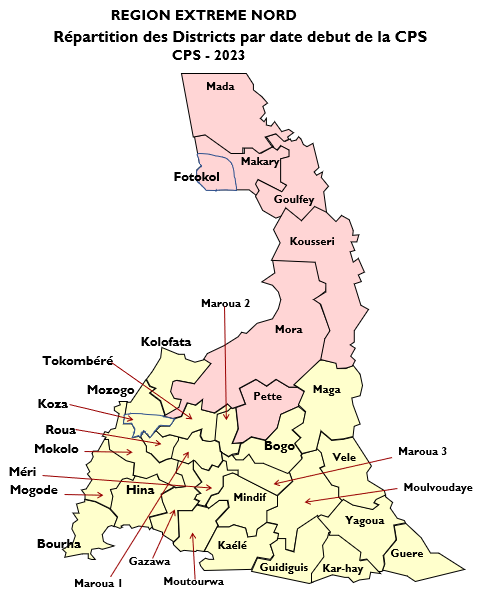 REGION EXTREME NORD
Répartition des Districts par date debut de la CPS
CPS - 2023
Mada
Makary
Fotokol
Goulfey
Kousseri
Maroua 2
Mora
Kolofata
Tokombéré
Mozogo
Pette
Maga
Koza
Roua
Bogo
Mokolo
Maroua 3
Vele
Méri
Moulvoudaye
Mogode
Hina
Mindif
Yagoua
Bourha
Kaélé
Guere
Gazawa
Guidiguis
Kar-hay
Maroua 1
Moutourwa